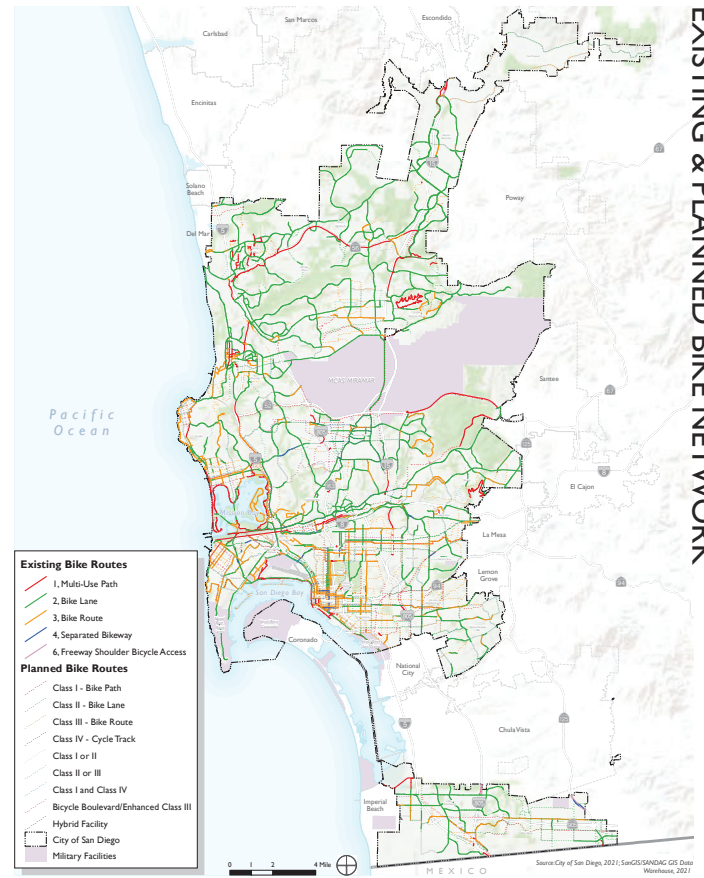 EXISTING & PLANNED BIKE NETWORK
San Marcos
Escondido
Carlsbad
Encinitas
Solano
Beach
Poway
Del Mar
MCAS MIRAMAR
Santee
Pacific
Ocean
El Cajon
La Mesa
Lemon
Grove
San Diego Bay
Coronado
National
City
Chula Vista
Imperial
Beach
MEXICO
Existing Bike Routes
1, Multi-Use Path
2, Bike Lane
3, Bike Route
4, Separated Bikeway
6, Freeway Shoulder Bicycle Access
Planned Bike Routes
Class I - Bike Path
Class II - Bike Lane
Class III - Bike Route
Class IV - Cycle Track
Class I or II
Class II or III
Class I and Class IV
Bicycle Boulevard/Enhanced Class III
Hybrid Facility
City of San Diego
Military Facilities
0 1 2 4 Mile
Source: City of San Diego, 2021; SanGIS/SANDAG GIS Data
Warehouse, 2021